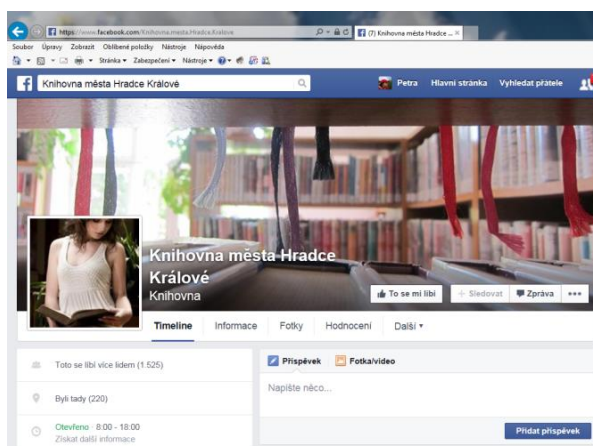 https://www.facebook.com/Knihovna.mesta.Hradce.Kralove
(7) Knihovna města Hradce ...
Soubor Úpravy Zobrazit Oblíbené položky Nástroje Nápověda
Stránka Zabezpečení Nástroje
Knihovna města Hradce Králové
Petra Hlavní stránka Vyhledat přátele
Knihovna města Hradce
Králové
Knihovna
To se mi líbí + Sledovat Zpráva
Timeline Informace Fotky Hodnocení Další
Toto se líbí více lidem (1.525)
Byli tady (220)
Otevřeno · 8:00 - 18:00
Získat další informace
Příspěvek Fotka/video
Napište něco...
Přidat příspěvek